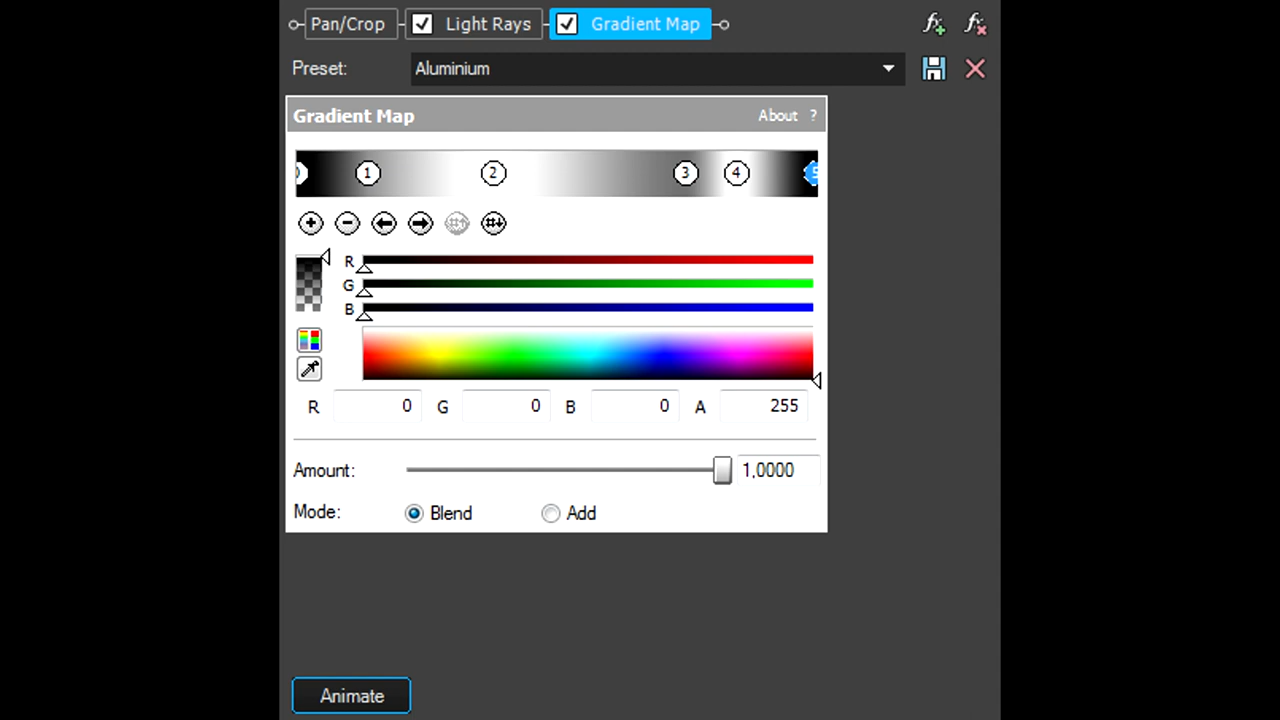 Pan/Crop Light Rays Gradient Map
Preset: Aluminium
Gradient Map About ?
1 2 3 4 5
R
G
B
R 0 G 0 B 0 A 255
Amount: 1,0000
Mode: Blend Add
Animate